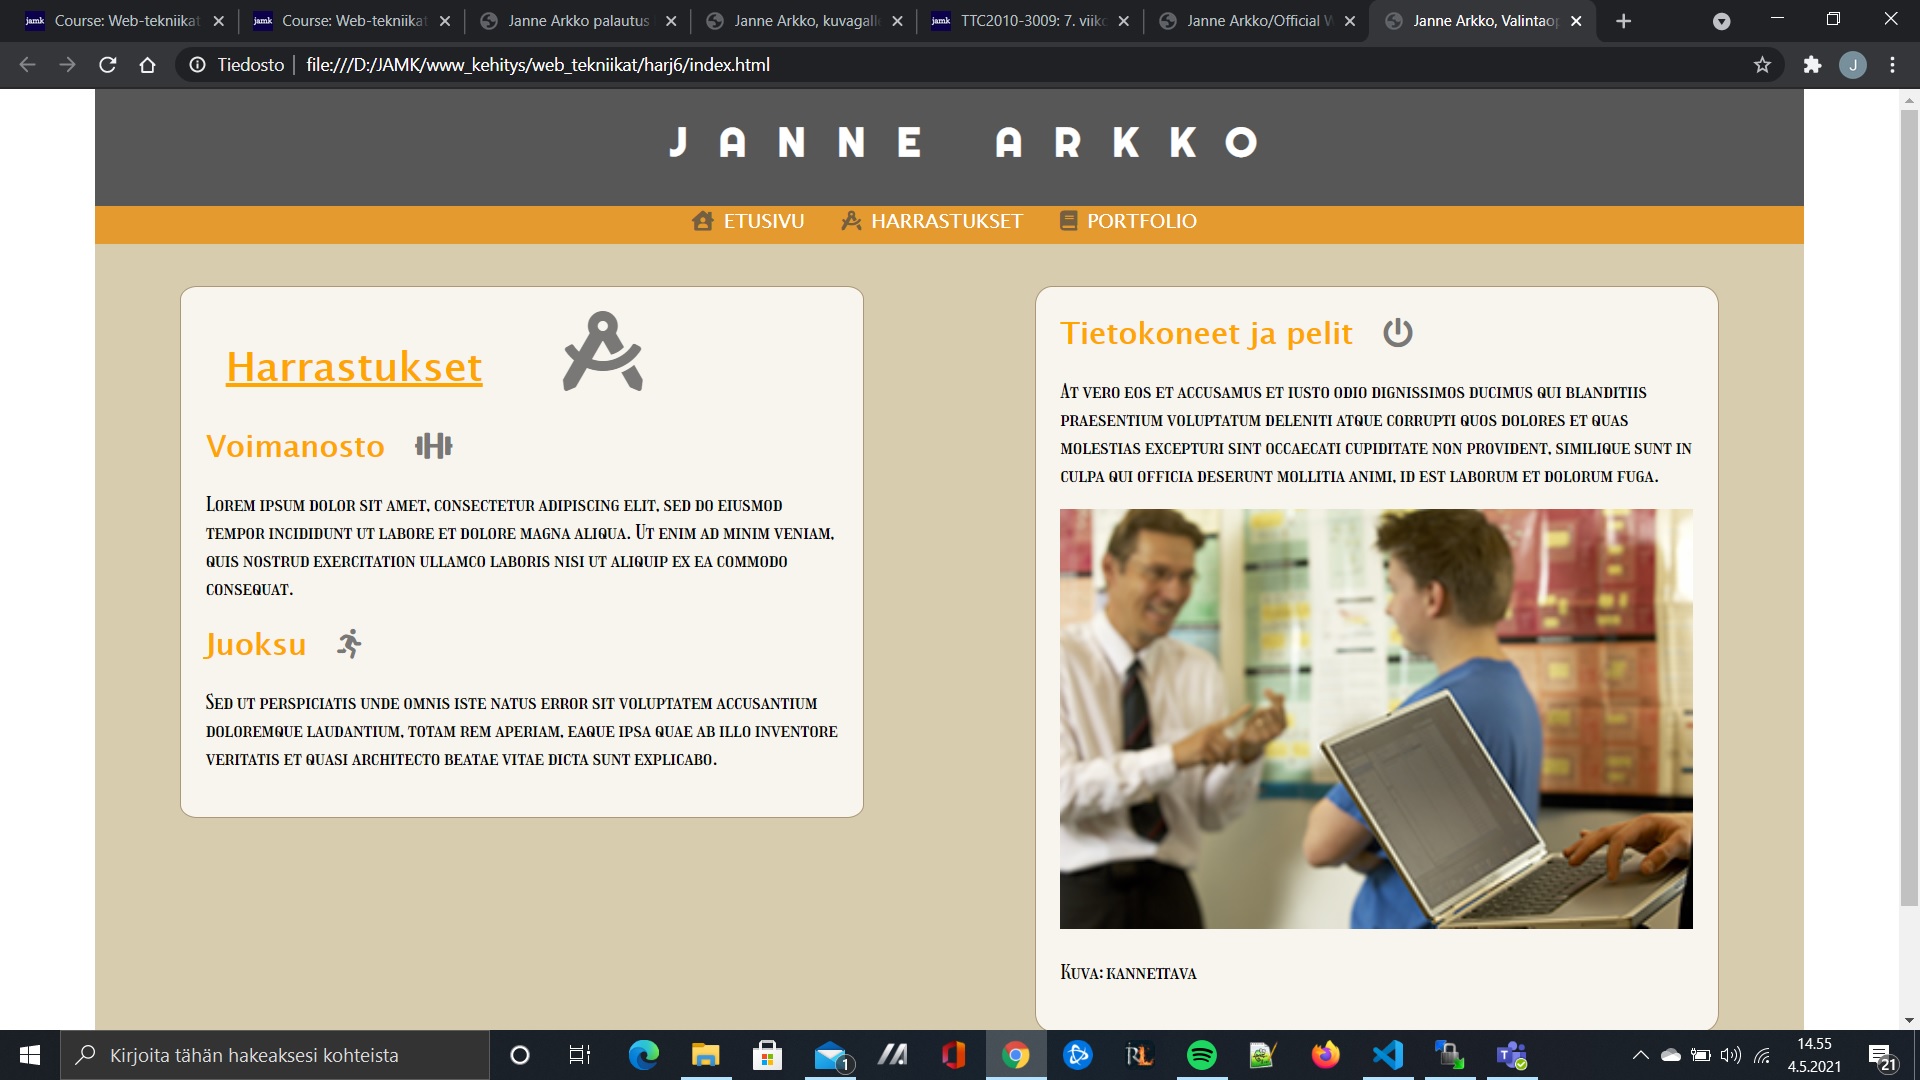 Course: Web-tekniikat
Course: Web-tekniikat
Janne Arkko palautus
Janne Arkko, kuvagalle
TTC2010-3009: 7. viiko
Janne Arkko/Official W
Janne Arkko, Valintaop
Tiedosto | file:///D:/JAMK/www_kehitys/web_tekniikat/harj6/index.html
J
JANNE ARKKO
ETUSIVU HARRASTUKSET PORTFOLIO
Harrastukset
Voimanosto
Lorem ipsum dolor sit amet, consectetur adipiscing elit, sed do eiusmod
tempor incididunt ut labore et dolore magna aliqua. Ut enim ad minim veniam,
quis nostrud exercitation ullamco laboris nisi ut aliquip ex ea commodo
consequat.
Juoksu
Sed ut perspiciatis unde omnis iste natus error sit voluptatem accusantium
doloremque laudantium, totam rem aperiam, eaque ipsa quae ab illo inventore
veritatis et quasi architecto beatae vitae dicta sunt explicabo.
Tietokoneet ja pelit
At vero eos et accusamus et iusto odio dignissimos ducimus qui blanditiis
praesentium voluptatum deleniti atque corrupti quos dolores et quas
molestias excepturi sint occaecati cupiditate non provident, similique sunt in
culpa qui officia deserunt mollitia animi, id est laborum et dolorum fuga.
Kuva: kannettava
Kirjoita tähän hakeaksesi kohteista
1
14.55
4.5.2021
21